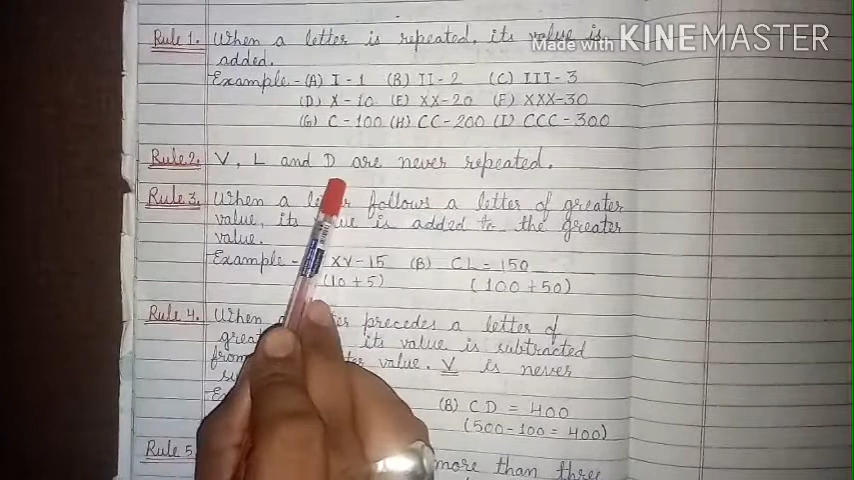 Rule 1. When a letter is repeated, its value is
Made with KINEMASTER
added.
Example - (A) I - 1 (B) II - 2 (C) III - 3
(D) X - 10 (E) XX - 20 (F) XXX - 30
(G) C - 100 (H) CC - 200 (I) CCC - 300
Rule 2. V, L and D are never repeated.
Rule 3. When a follows a letter of greater
value, its is added to the greater
value.
Example - XV - 15 (B) CL = 150
(10 + 5) (100 + 50)
Rule 4. When precedes a letter of
its value is subtracted
from value. V is never
(B) CD = 400
(500 - 100 = 400)
Rule 5. more than three